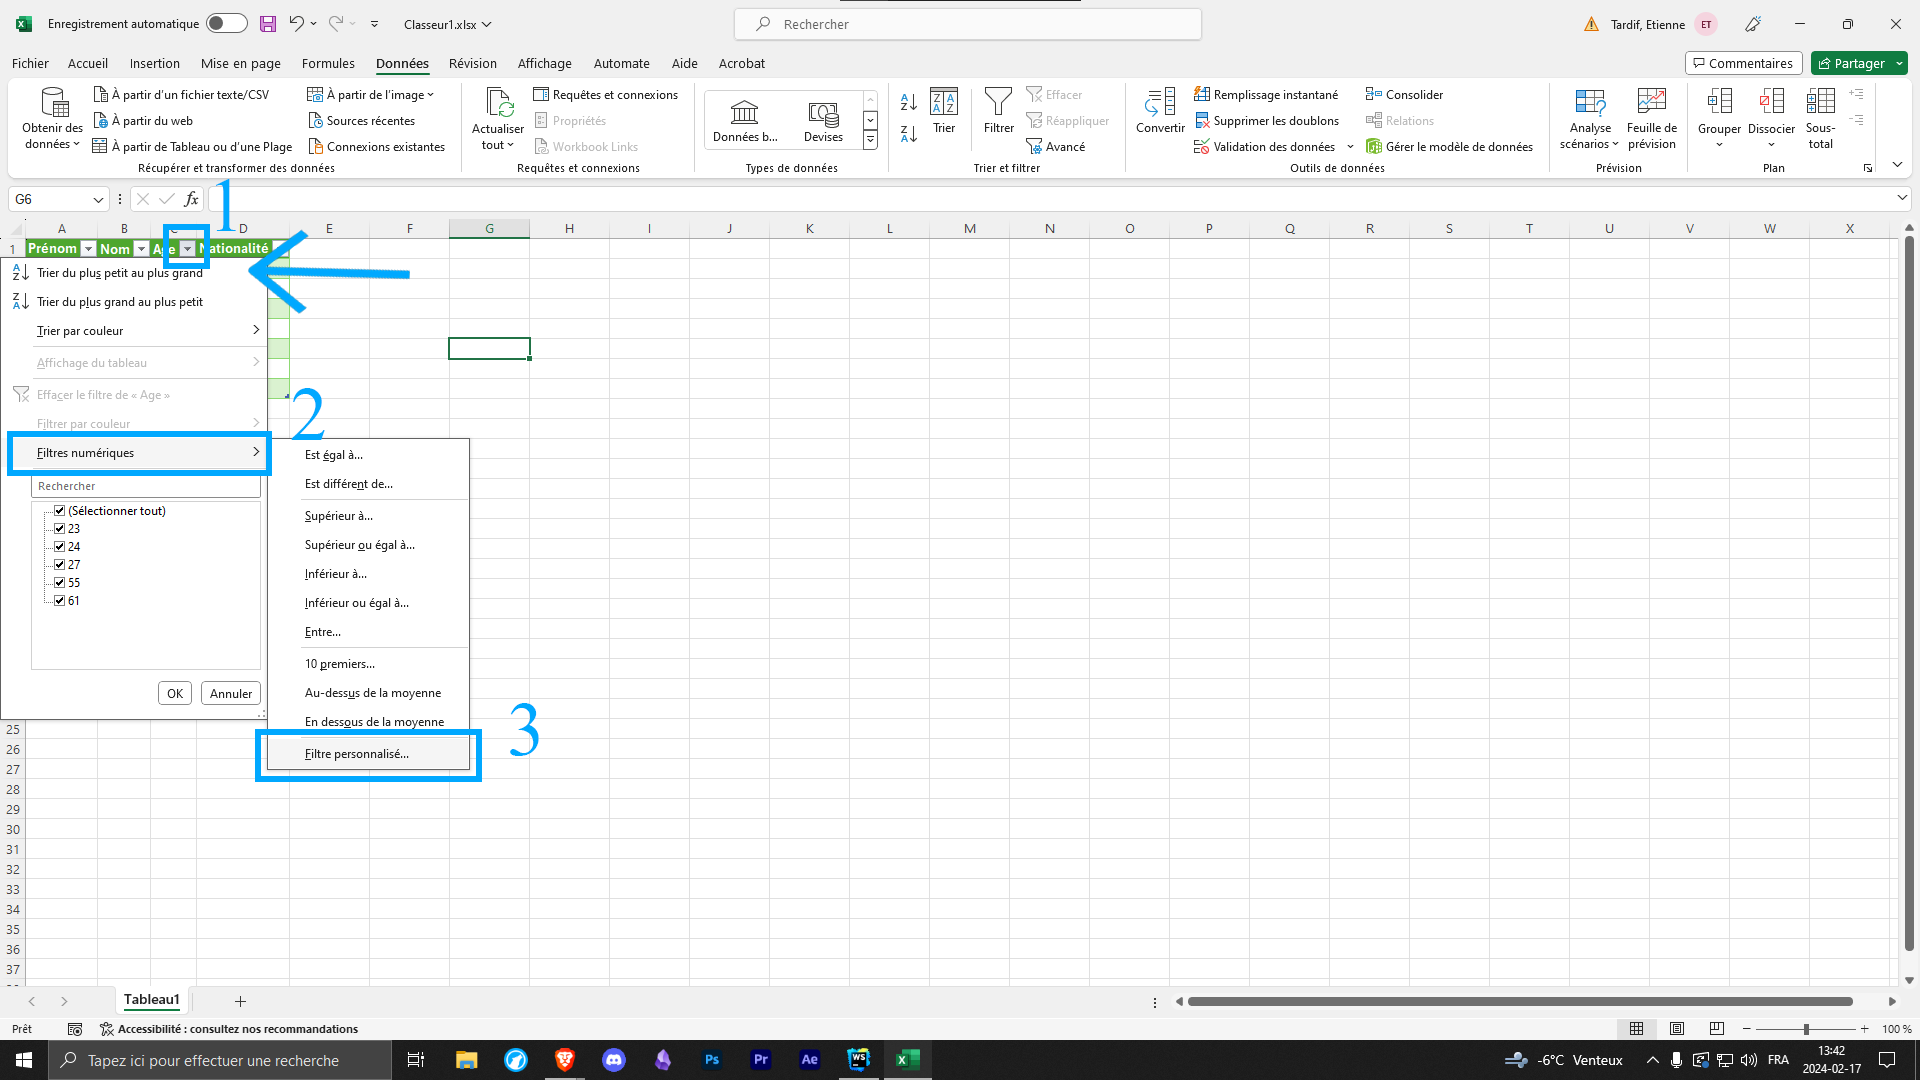 Enregistrement automatique
Classeur1.xlsx
Rechercher
Tardif, Etienne
ET
Fichier Accueil Insertion Mise en page Formules Données Révision Affichage Automate Aide Acrobat
Commentaires
Partager
Obtenir des
données
À partir d'un fichier texte/CSV
À partir du web
À partir de Tableau ou d'une Plage
À partir de l'image
Sources récentes
Connexions existantes
Récupérer et transformer des données
Actualiser
tout
Requêtes et connexions
Propriétés
Workbook Links
Requêtes et connexions
Données b...
Devises
Types de données
Trier
Filtrer
Effacer
Réappliquer
Avancé
Trier et filtrer
Convertir
Remplissage instantané
Supprimer les doublons
Validation des données
Consolider
Relations
Gérer le modèle de données
Outils de données
Analyse
scénarios
Feuille de
prévision
Prévision
Grouper
Dissocier
Sous-
total
Plan
G6
fx
1
A B C D E F G H I J K L M N O P Q R S T U V W X
1 Prénom Nom Age Nationalité
Trier du plus petit au plus grand
Trier du plus grand au plus petit
Trier par couleur
Affichage du tableau
Effacer le filtre de « Age »
Filtrer par couleur
2
Filtres numériques
Rechercher
(Sélectionner tout)
23
24
27
55
61
OK
Annuler
Est égal à...
Est différent de...
Supérieur à...
Supérieur ou égal à...
Inférieur à...
Inférieur ou égal à...
Entre...
10 premiers...
Au-dessus de la moyenne
En dessous de la moyenne
Filtre personnalisé...
3
25
26
27
28
29
30
31
32
33
34
35
36
37
Tableau1
Prêt
Accessibilité : consultez nos recommandations
100 %
Tapez ici pour effectuer une recherche
Ps
Pr
Ae
WS
-6°C Venteux
FRA
13:42
2024-02-17